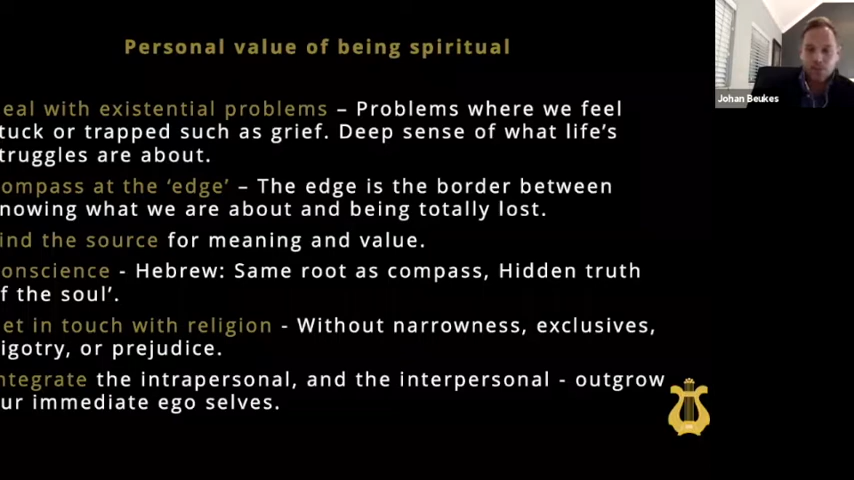 Personal value of being spiritual
Johan Beukes
eal with existential problems – Problems where we feel
tuck or trapped such as grief. Deep sense of what life's
truggles are about.
ompass at the 'edge' – The edge is the border between
nowing what we are about and being totally lost.
ind the source for meaning and value.
onscience - Hebrew: Same root as compass, Hidden truth
f the soul'.
et in touch with religion - Without narrowness, exclusives,
igotry, or prejudice.
ntegrate the intrapersonal, and the interpersonal - outgrow
ur immediate ego selves.